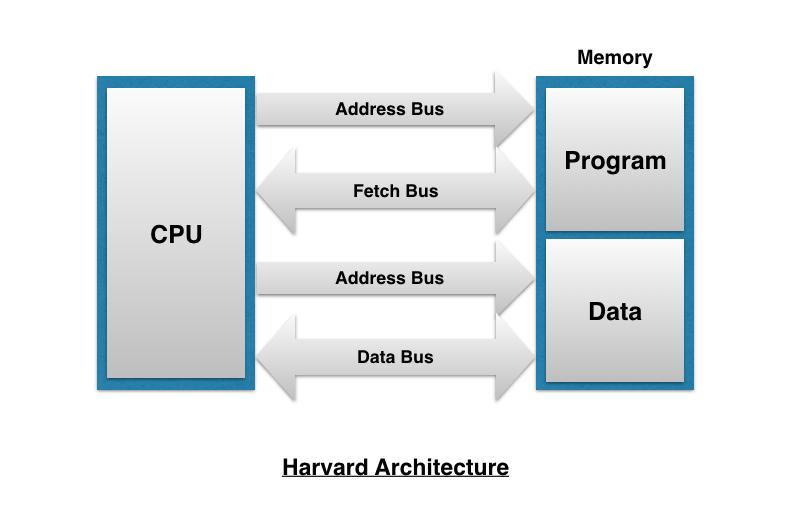 Memory
Address Bus
Program
Fetch Bus
CPU
Address Bus
Data
Data Bus
Harvard Architecture